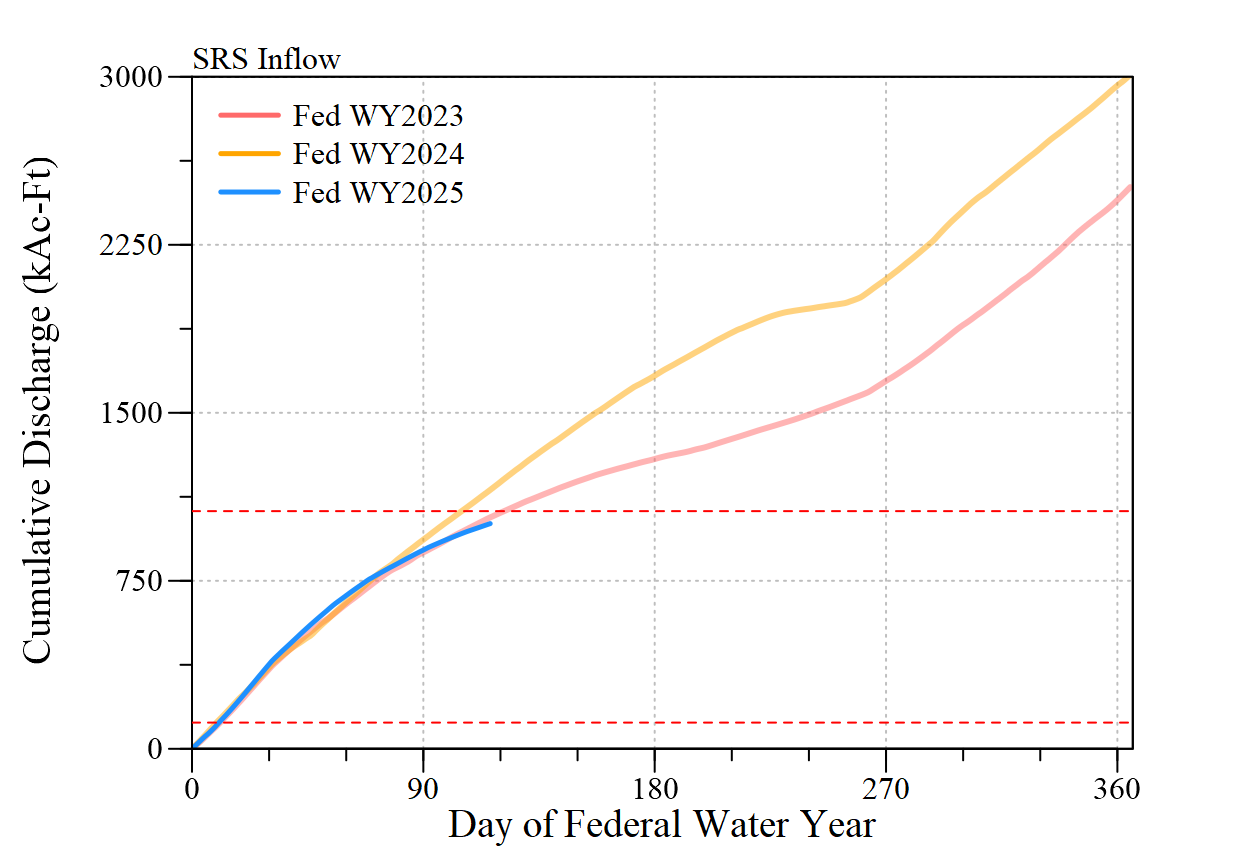 SRS Inflow
3000
Fed WY2023
Fed WY2024
Fed WY2025
2250
1500
750
0
Cumulative Discharge (kAc-Ft)
0 90 180 270 360
Day of Federal Water Year